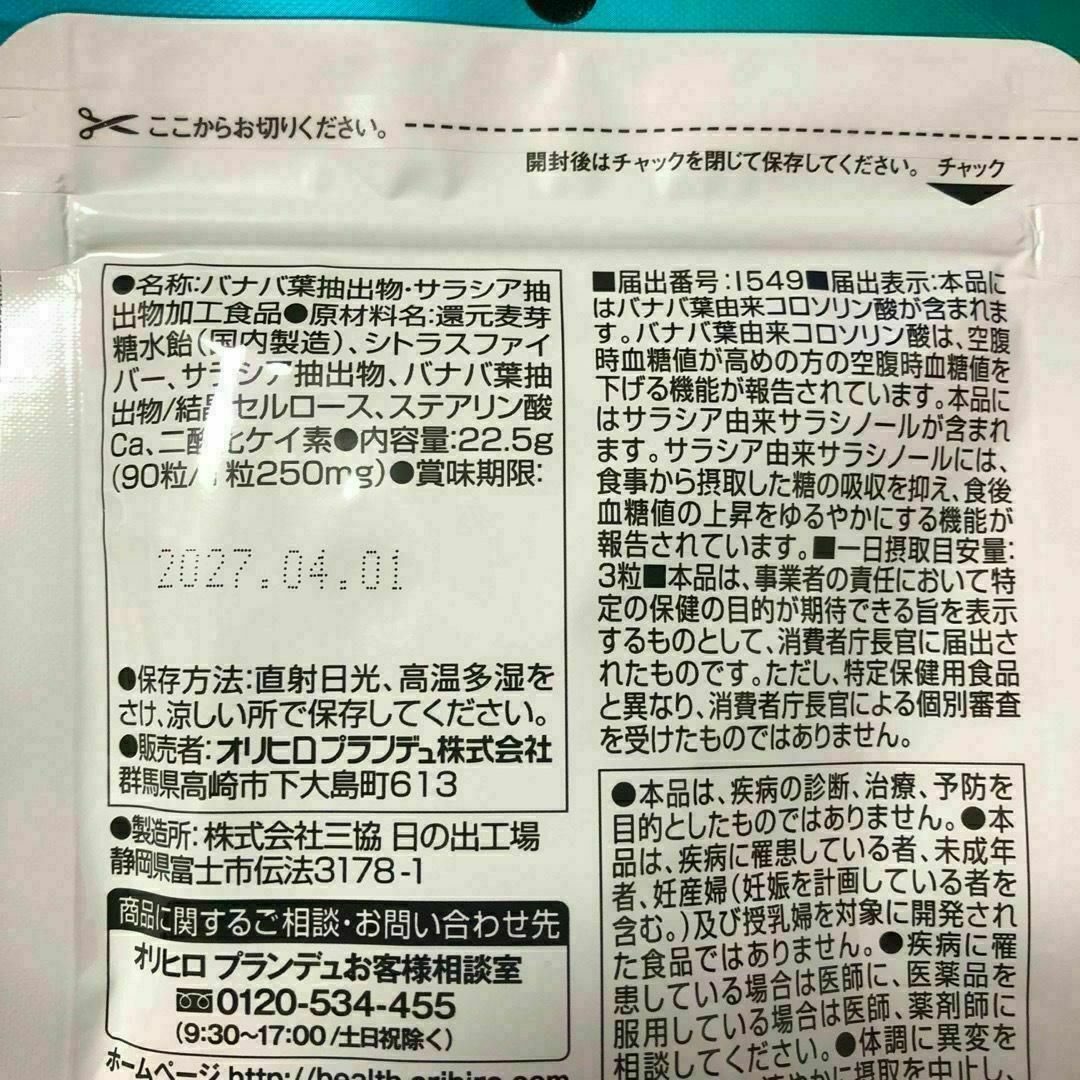 ここからお切りください。
開封後はチャックを閉じて保存してください。 チャック
●名称:バナバ葉抽出物・サラシア抽
出物加工食品●原材料名:還元麦芽
糖水飴(国内製造)、シトラスファイ
バー、サラシア抽出物、バナバ葉抽
出物/結晶セルロース、ステアリン酸
Ca、二酸化ケイ素●内容量:22.5g
(90粒/1粒250mg)●賞味期限:
2027.04.01
●保存方法:直射日光、高温多湿を
さけ、涼しい所で保存してください。
●販売者:オリヒロプランデュ株式会社
群馬県高崎市下大島町613
●製造所:株式会社三協 日の出工場
静岡県富士市伝法3178-1
商品に関するご相談・お問い合わせ先
オリヒロ プランデュお客様相談室
0120-534-455
(9:30〜17:00/土日祝除く)
ホームページ http://health.orihiro.com
■届出番号:I549■届出表示:本品に
はバナバ葉由来コロソリン酸が含まれま
す。バナバ葉由来コロソリン酸は、空腹
時血糖値が高めの方の空腹時血糖値を
下げる機能が報告されています。本品に
はサラシア由来サラシノールが含まれ
ます。サラシア由来サラシノールには、
食事から摂取した糖の吸収を抑え、食後
血糖値の上昇をゆるやかにする機能が
報告されています。■一日摂取目安量:
3粒■本品は、事業者の責任において特
定の保健の目的が期待できる旨を表示
するものとして、消費者庁長官に届出さ
れたものです。ただし、特定保健用食品
と異なり、消費者庁長官による個別審査
を受けたものではありません。
●本品は、疾病の診断、治療、予防を
目的としたものではありません。●本
品は、疾病に罹患している者、未成年
者、妊産婦(妊娠を計画している者を
含む。)及び授乳婦を対象に開発され
た食品ではありません。●疾病に罹
患している場合は医師に、医薬品を
服用している場合は医師、薬剤師に
相談してください。●体調に異変を
速やかに摂取を中止し、